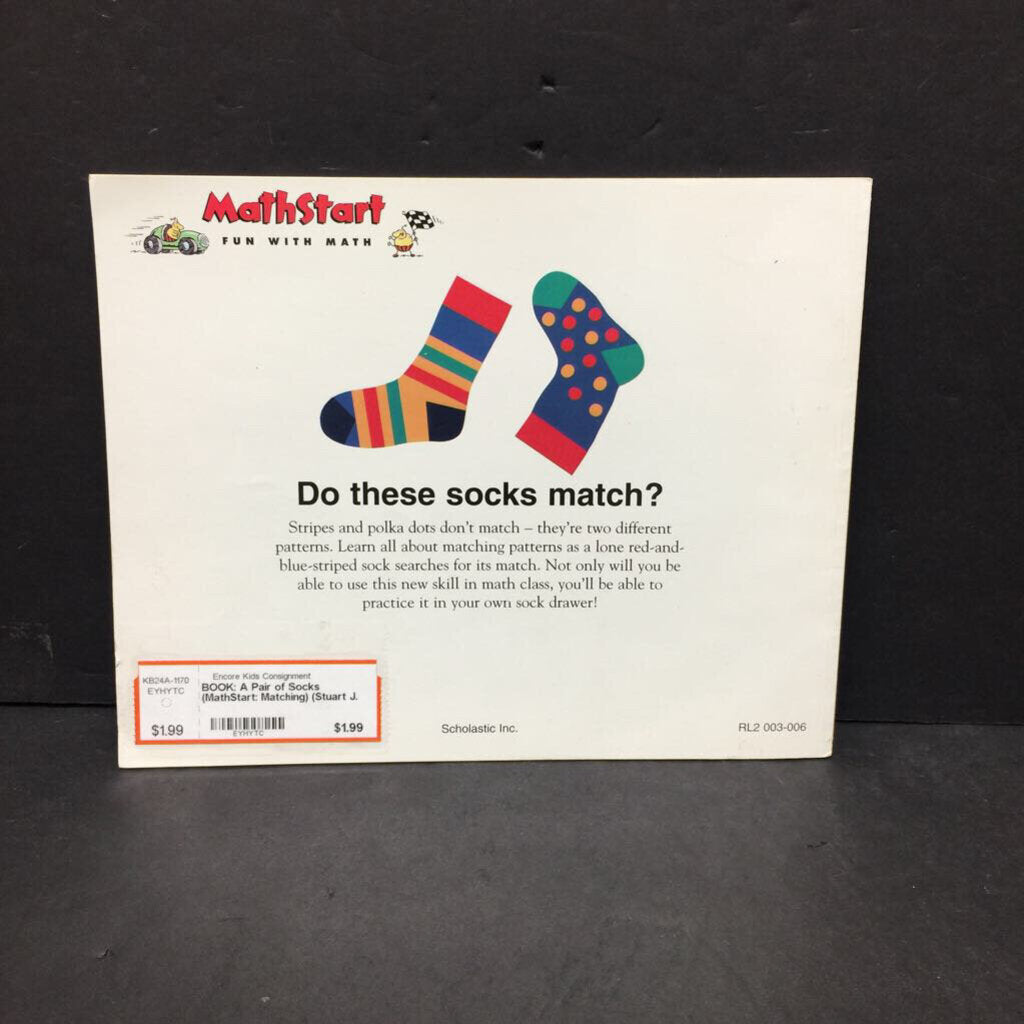 MathStart
FUN WITH MATH
Do these socks match?
Stripes and polka dots don't match – they're two different
patterns. Learn all about matching patterns as a lone red-and-
blue-striped sock searches for its match. Not only will you be
able to use this new skill in math class, you'll be able to
practice it in your own sock drawer!
KB24A-1170
EYHYTC
$1.99
Encore Kids Consignment
BOOK: A Pair of Socks
(MathStart: Matching) (Stuart J.
EYHYTC
$1.99
Scholastic Inc.
RL2 003-006